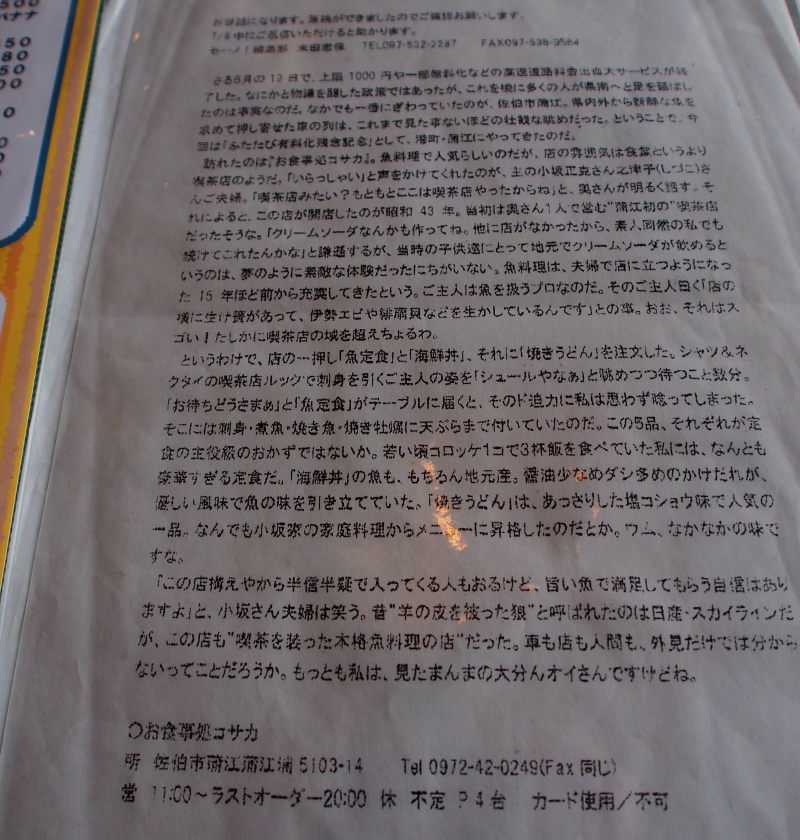 500
バナナ
450
80
50
00
0
お世話になります。原稿ができましたのでご確認お願いします。
7/8中にご返信いただけると助かります。
セーノ!編集部 末田恵保 TEL097-532-2287 FAX097-538-9564
さる6月の19日で、上限1000円や一部無料化などの高速道路料金出血大サービスが終
了した。なにかと物議を醸した政策ではあったが、これを境に多くの人が県南へと足を延ばし
たのは事実なのだ。なかでも一番にぎわっていたのが、佐伯市蒲江。県内外から新鮮な魚を
求めて押し寄せた車の列は、これまで見た事ないほどの壮観な眺めだった。ということで、今
回は「ふたたび有料化残念記念」として、港町・蒲江にやってきたのだ。
訪れたのは『お食事処コサカ』。魚料理で人気らしいのだが、店の雰囲気は食堂というより
喫茶店のようだ。「いらっしゃい」と声をかけてくれたのが、主の小坂正克さん之津子(しづこ)さ
んご夫婦。「喫茶店みたい?もともとここは喫茶店やったからね」と、奥さんが明るく話す。そ
れによると、この店が開店したのが昭和 43 年。当初は奥さん1人で営む“蒲江初の”喫茶店
だったそうな。「クリームソーダなんかも作ってね。他に店がなかったから、素人同然の私でも
続けてこれたんかな」と謙遜するが、当時の子供達にとって地元でクリームソーダが飲めると
いうのは、夢のように素敵な体験だったにちがいない。魚料理は、夫婦で店に立つようになっ
た 15 年ほど前から充実してきたという。ご主人は魚を扱うプロなのだ。そのご主人曰く「店の
横に生け簀があって、伊勢エビや緋扇貝などを生かしているんです」との事。おお、それはス
ゴい!たしかに喫茶店の域を超えちょるわ。
というわけで、店の一押し「魚定食」と「海鮮丼」、それに「焼きうどん」を注文した。シャツ&ネ
クタイの喫茶店ルックで刺身を引くご主人の姿を「シュールやなぁ」と眺めつつ待つこと数分。
「お待ちどうさまぁ」と「魚定食」がテーブルに届くと、そのド迫力に私は思わず唸ってしまった。
そこには刺身・煮魚・焼き魚・焼き牡蠣に天ぷらまで付いていたのだ。この5品、それぞれが定
食の主役級のおかずではないか。若い頃コロッケ1コで3杯飯を食べていた私には、なんとも
豪華すぎる定食だ。「海鮮丼」の魚も、もちろん地元産。醤油少なめダシ多めのかけだれが、
優しい風味で魚の味を引き立てていた。「焼きうどん」は、あっさりした塩コショウ味で人気の
一品。なんでも小坂家の家庭料理からメニューに昇格したのだとか。ウム、なかなかの味で
すな。
「この店構えやから半信半疑で入ってくる人もおるけど、旨い魚で満足してもらう自信はあり
ますよ」と、小坂さん夫婦は笑う。昔“羊の皮を被った狼”と呼ばれたのは日産・スカイラインだ
が、この店も“喫茶を装った本格魚料理の店”だった。車も店も人間も、外見だけでは分から
ないってことだろうか。もっとも私は、見たまんまの大分んオイさんですけどね。
○お食事処コサカ
所 佐伯市蒲江蒲江浦 5103-14 Tel 0972-42-0249(Fax 同じ)
営 11:00~ラストオーダー20:00 休 不定 P 4台 カード使用/不可